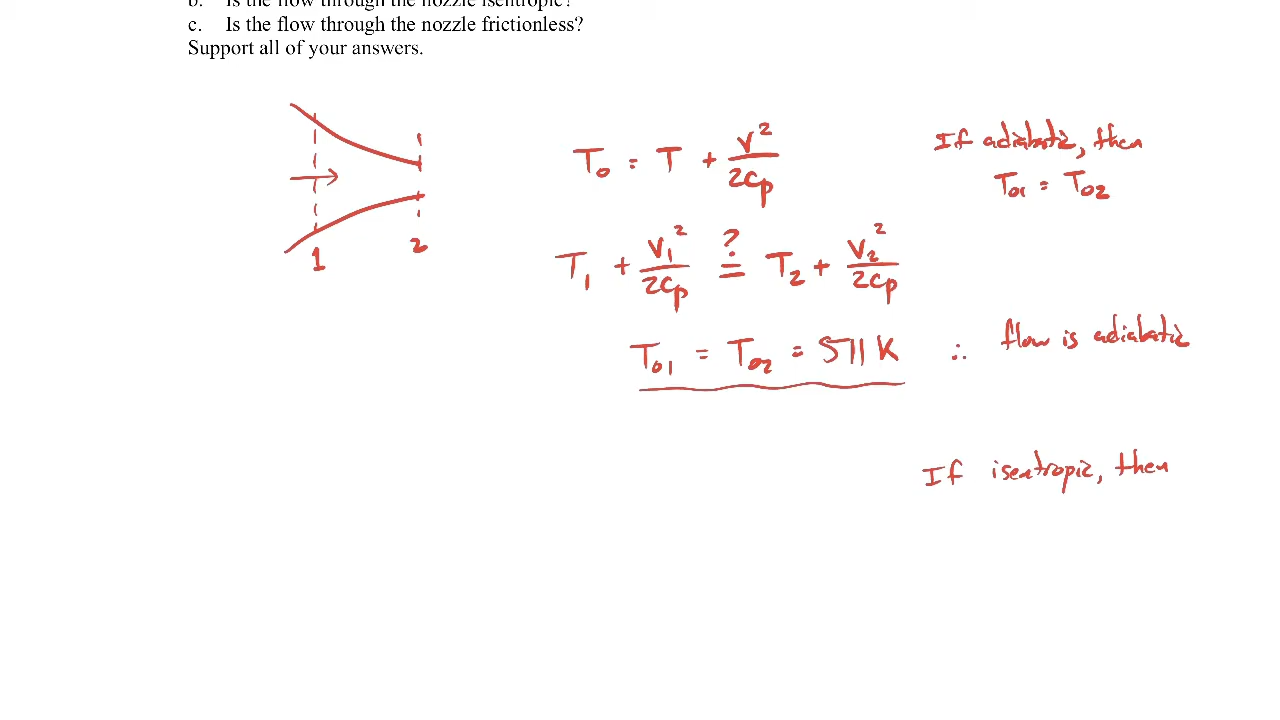 b. Is the flow through the nozzle isentropic?
c. Is the flow through the nozzle frictionless?
Support all of your answers.
1 2
T₀ = T + V²/2cp
If adiabatic, then
T₀₁ = T₀₂
T₁ + V₁²/2cp ?= T₂ + V₂²/2cp
T₀₁ = T₀₂ = 571 K ∴ flow is adiabatic
If isentropic, then